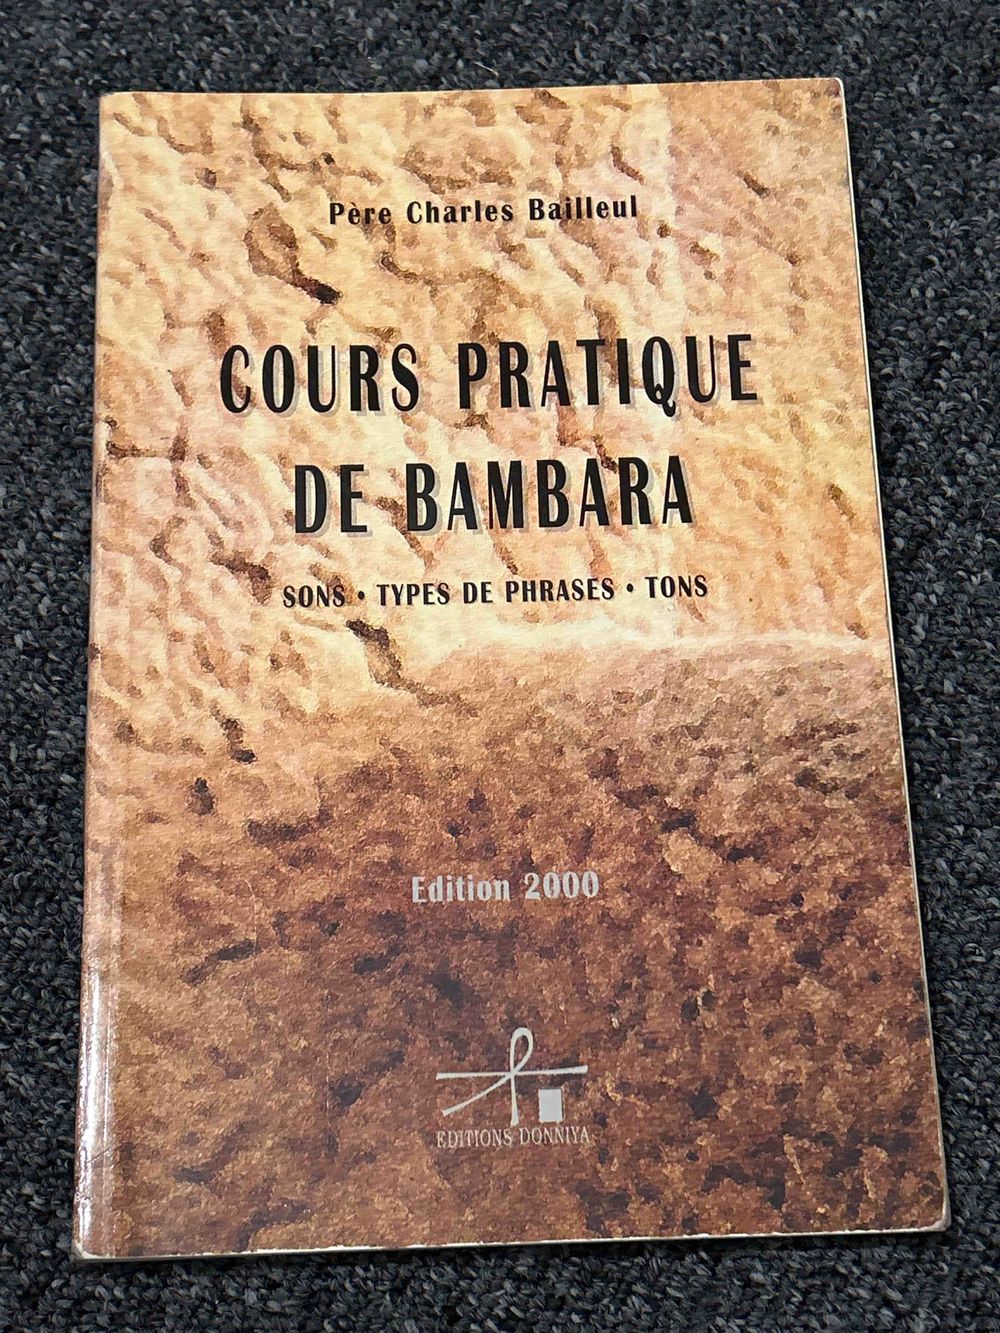 Père Charles Bailleul
COURS PRATIQUE
DE BAMBARA
SONS • TYPES DE PHRASES • TONS
Edition 2000
EDITIONS DONNIYA